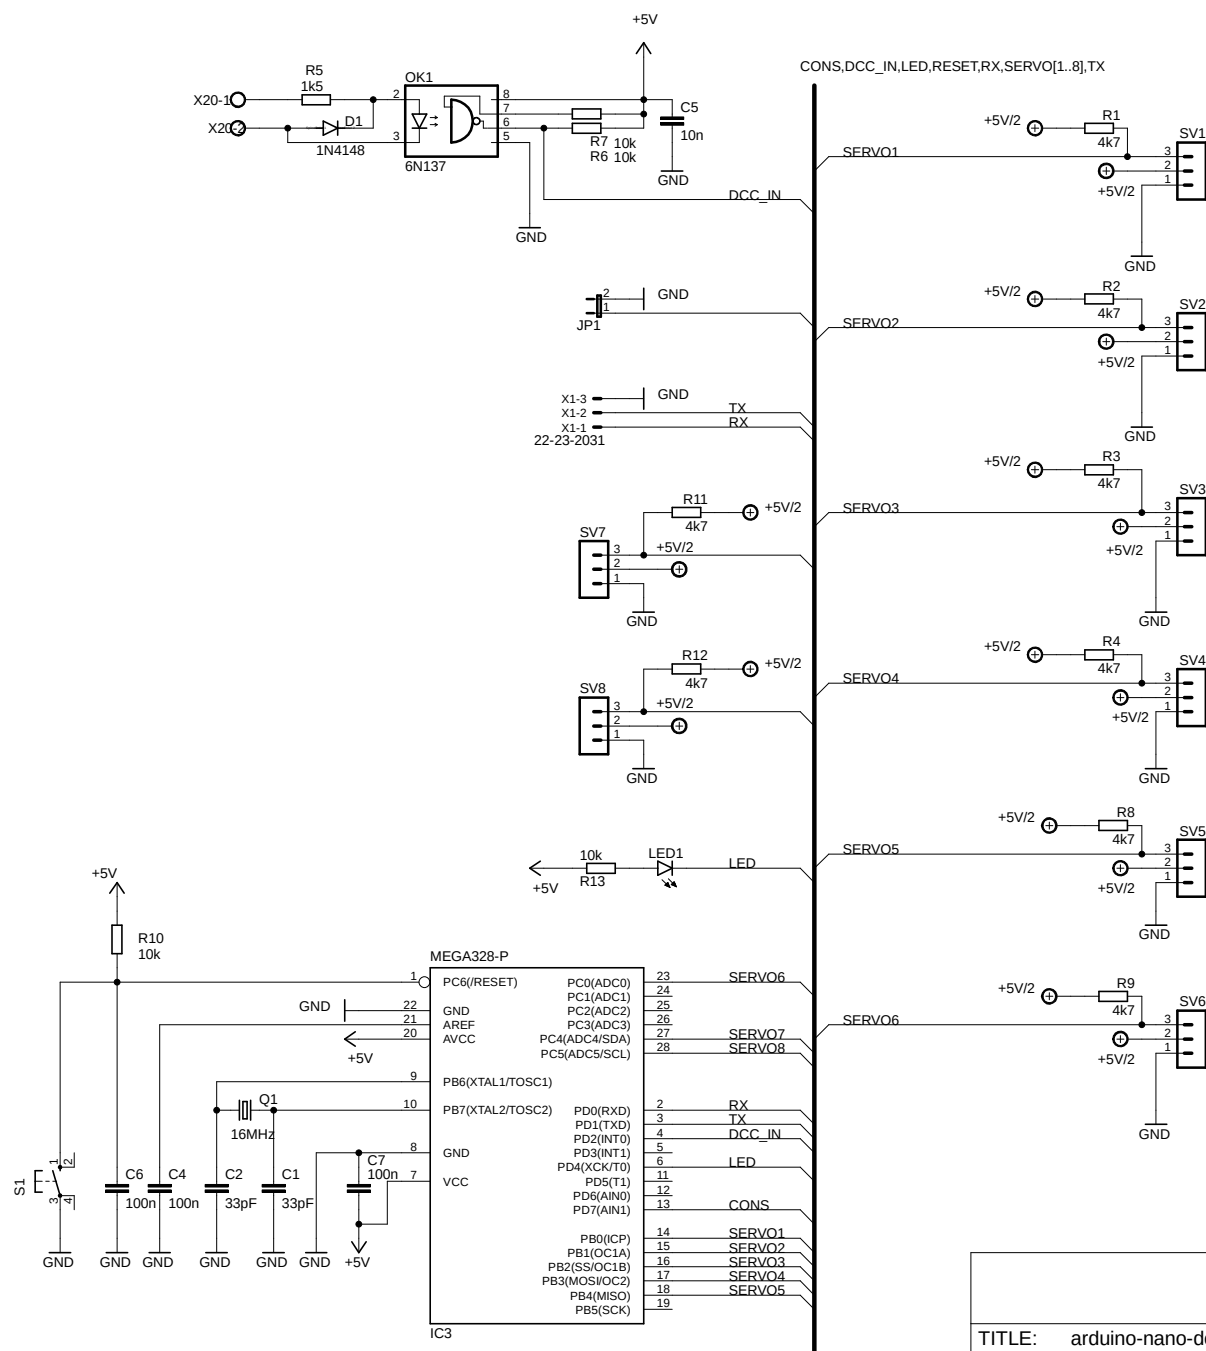 +5V
CONS,DCC_IN,LED,RESET,RX,SERVO[1..8],TX
R5
1k5
OK1
X20-1
X20-2
D1
1N4148
2
3
8
7
6
5
6N137
C5
10n
R7 10k
R6 10k
GND
GND
DCC_IN
+5V/2
R1
4k7
SV1
SERVO1
3
2
1
+5V/2
GND
2
1
GND
JP1
+5V/2
R2
4k7
SV2
SERVO2
3
2
1
+5V/2
GND
X1-3
X1-2
X1-1
22-23-2031
GND
TX
RX
+5V/2
R3
4k7
SV3
SERVO3
3
2
1
+5V/2
GND
R11
4k7
+5V/2
SV7
3
2
1
+5V/2
GND
R12
4k7
+5V/2
SV8
3
2
1
+5V/2
GND
+5V/2
R4
4k7
SV4
SERVO4
3
2
1
+5V/2
GND
+5V/2
R8
4k7
SV5
SERVO5
3
2
1
+5V/2
GND
+5V
10k
R13
LED1
LED
+5V/2
R9
4k7
SV6
SERVO6
3
2
1
+5V/2
GND
+5V
R10
10k
MEGA328-P
1 PC6(/RESET)
GND 22 GND
21 AREF
20 AVCC
+5V
9 PB6(XTAL1/TOSC1)
10 PB7(XTAL2/TOSC2)
Q1
16MHz
8 GND
7 VCC
PC0(ADC0) 23 SERVO6
PC1(ADC1) 24
PC2(ADC2) 25
PC3(ADC3) 26
PC4(ADC4/SDA) 27 SERVO7
PC5(ADC5/SCL) 28 SERVO8
PD0(RXD) 2 RX
PD1(TXD) 3 TX
PD2(INT0) 4 DCC_IN
PD3(INT1) 5
PD4(XCK/T0) 6 LED
PD5(T1) 11
PD6(AIN0) 12
PD7(AIN1) 13 CONS
PB0(ICP) 14 SERVO1
PB1(OC1A) 15 SERVO2
PB2(SS/OC1B) 16 SERVO3
PB3(MOSI/OC2) 17 SERVO4
PB4(MISO) 18 SERVO5
PB5(SCK) 19
IC3
S1
1
2
3
4
C6
100n
C4
100n
C2
33pF
C1
33pF
C7
100n
GND
GND
GND
GND
GND
GND
+5V
TITLE: arduino-nano-d